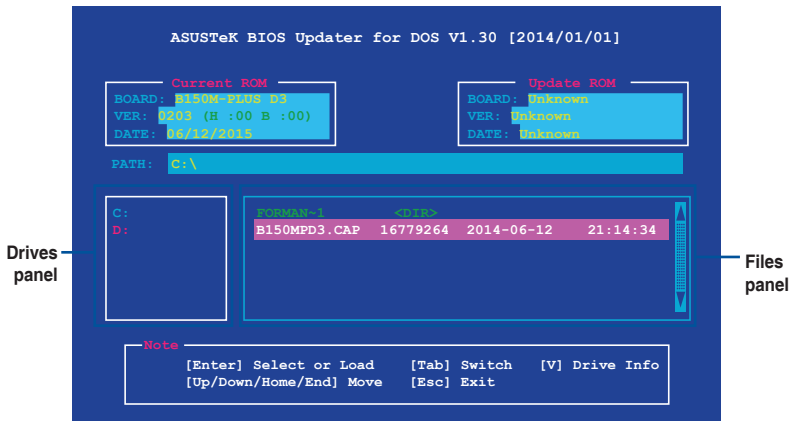 ASUSTeK BIOS Updater for DOS V1.30 [2014/01/01]
Current ROM
BOARD: B150M-PLUS D3
VER: 0203 (H :00 B :00)
DATE: 06/12/2015
Update ROM
BOARD: Unknown
VER: Unknown
DATE: Unknown
PATH: C:\
C:
D:
FORMAN~1 <DIR>
B150MPD3.CAP 16779264 2014-06-12 21:14:34
Drives panel
Files panel
Note
[Enter] Select or Load [Tab] Switch [V] Drive Info
[Up/Down/Home/End] Move [Esc] Exit